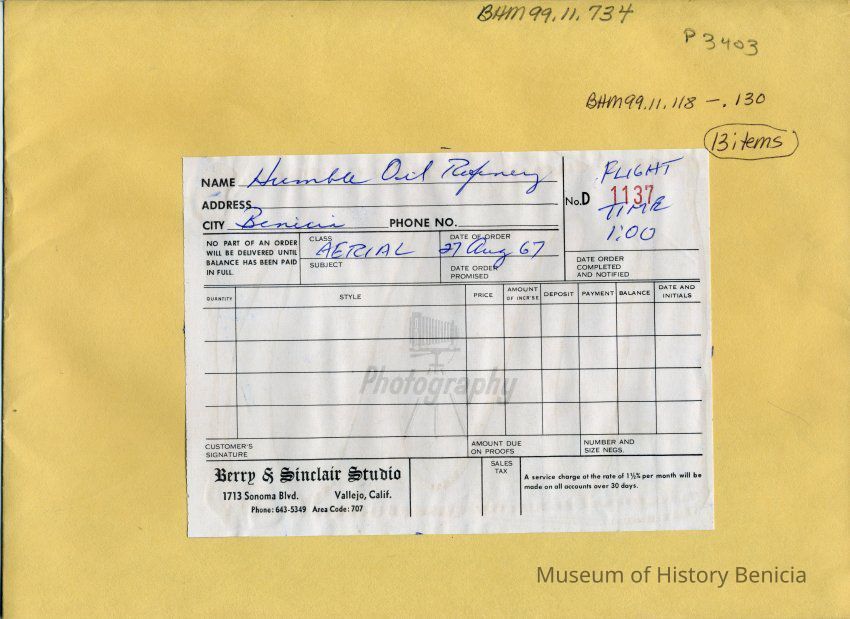 BHM99.11.734
P3403
BHM99.11.118 - .130
13 items
NAME Humble Oil Refinery
ADDRESS
CITY Benicia PHONE NO.
No.D 1137
FLIGHT
TIME
1:00
NO PART OF AN ORDER
WILL BE DELIVERED UNTIL
BALANCE HAS BEEN PAID
IN FULL.
CLASS
AERIAL
SUBJECT
DATE OF ORDER
27 Aug 67
DATE ORDER
PROMISED
DATE ORDER
COMPLETED
AND NOTIFIED
QUANTITY STYLE PRICE AMOUNT OF INCR'SE DEPOSIT PAYMENT BALANCE DATE AND INITIALS
Photography
CUSTOMER'S
SIGNATURE
AMOUNT DUE
ON PROOFS
NUMBER AND
SIZE NEGS.
Berry & Sinclair Studio
1713 Sonoma Blvd. Vallejo, Calif.
Phone: 643-5349 Area Code: 707
SALES
TAX
A service charge at the rate of 1½% per month will be
made on all accounts over 30 days.
Museum of History Benicia